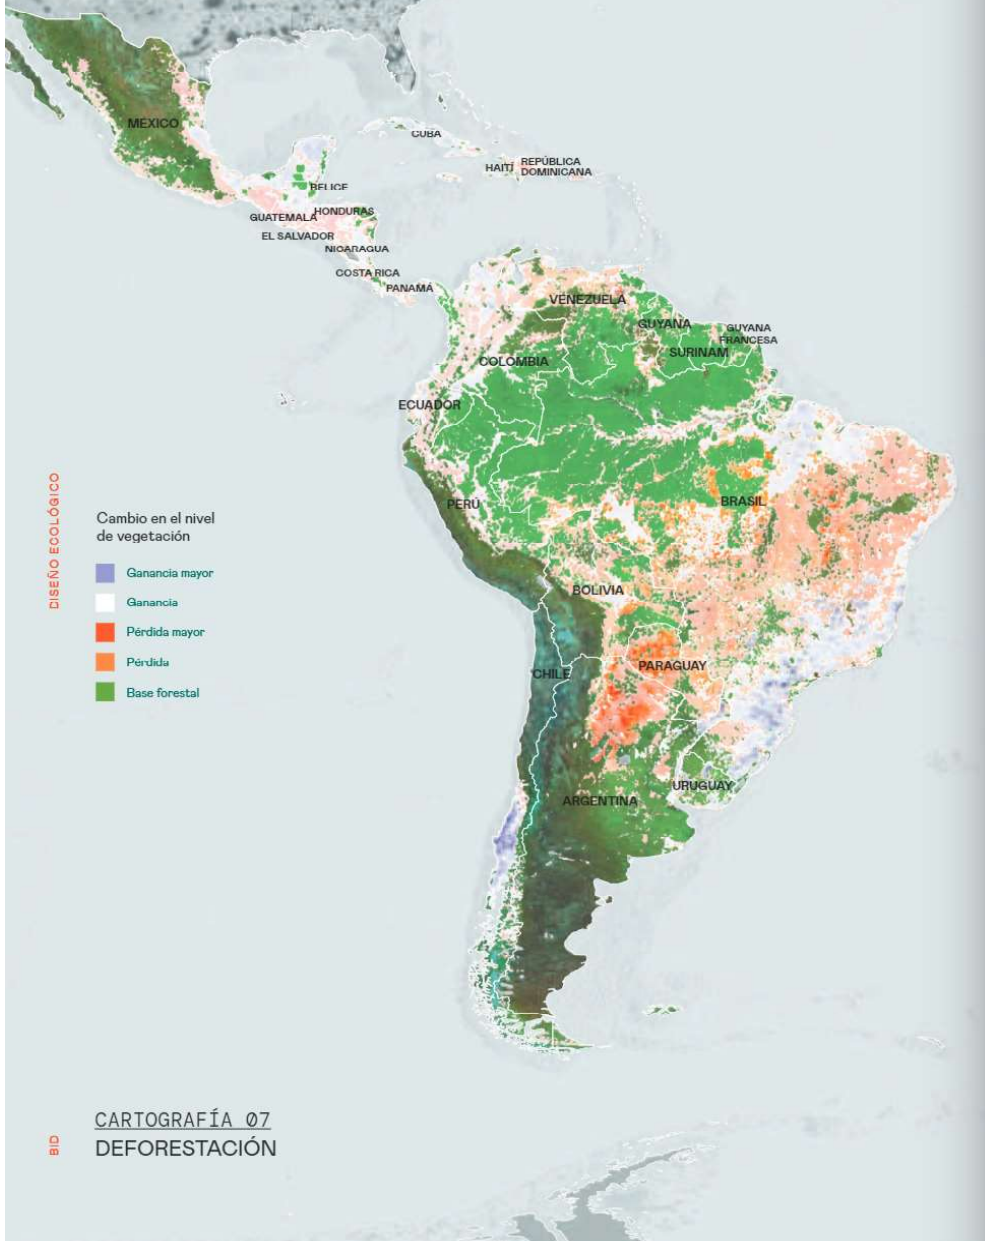 MÉXICO
CUBA
HAITÍ
REPÚBLICA
DOMINICANA
BELICE
GUATEMALA
HONDURAS
EL SALVADOR
NICARAGUA
COSTA RICA
PANAMÁ
VENEZUELA
GUYANA
GUYANA
FRANCESA
SURINAM
COLOMBIA
ECUADOR
PERÚ
BRASIL
BOLIVIA
PARAGUAY
CHILE
URUGUAY
ARGENTINA
DISEÑO ECOLÓGICO
Cambio en el nivel
de vegetación
Ganancia mayor
Ganancia
Pérdida mayor
Pérdida
Base forestal
BID
CARTOGRAFÍA 07
DEFORESTACIÓN